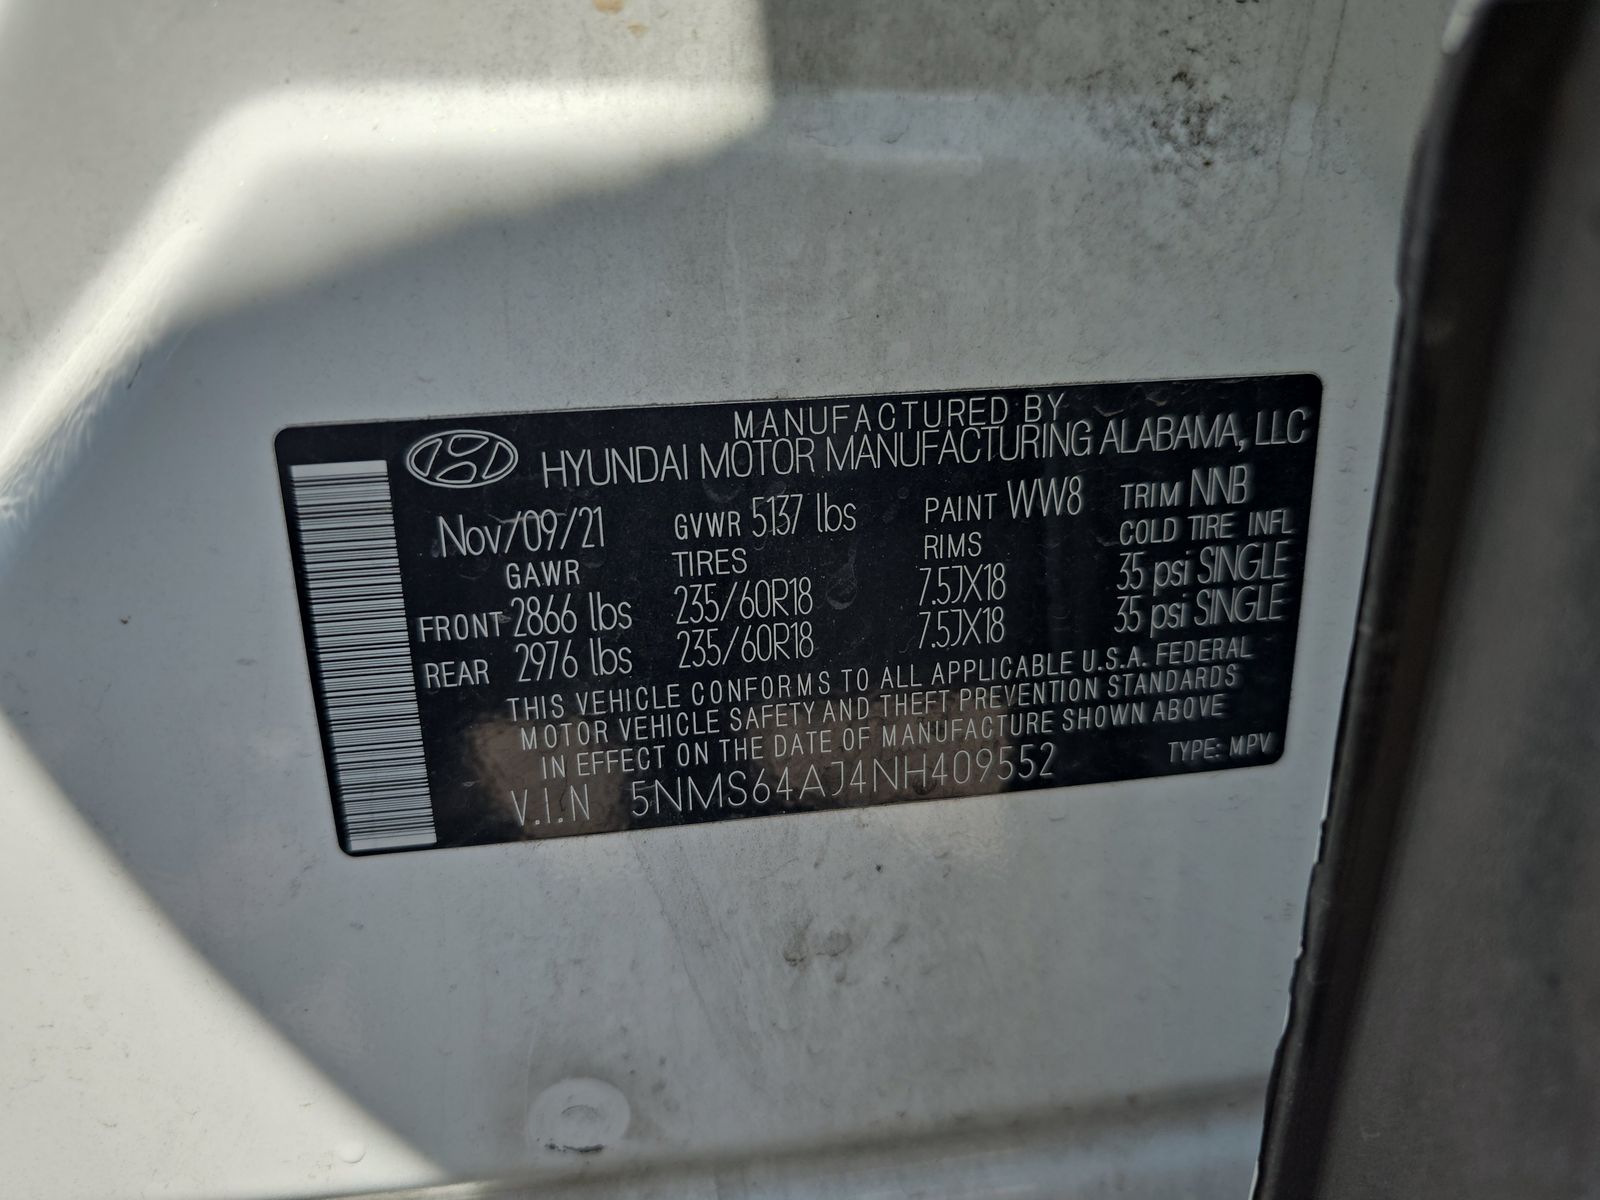 MANUFACTURED BY
HYUNDAI MOTOR MANUFACTURING ALABAMA, LLC
Nov/09/21 GVWR 5137 lbs PAINT WW8 TRIM NNB
GAWR TIRES RIMS COLD TIRE INFL
FRONT 2866 lbs 235/60R18 7.5JX18 35 psi SINGLE
REAR 2976 lbs 235/60R18 7.5JX18 35 psi SINGLE
THIS VEHICLE CONFORMS TO ALL APPLICABLE U.S.A. FEDERAL
MOTOR VEHICLE SAFETY AND THEFT PREVENTION STANDARDS
IN EFFECT ON THE DATE OF MANUFACTURE SHOWN ABOVE
V.I.N 5NMS64AJ4NH409552 TYPE: MPV